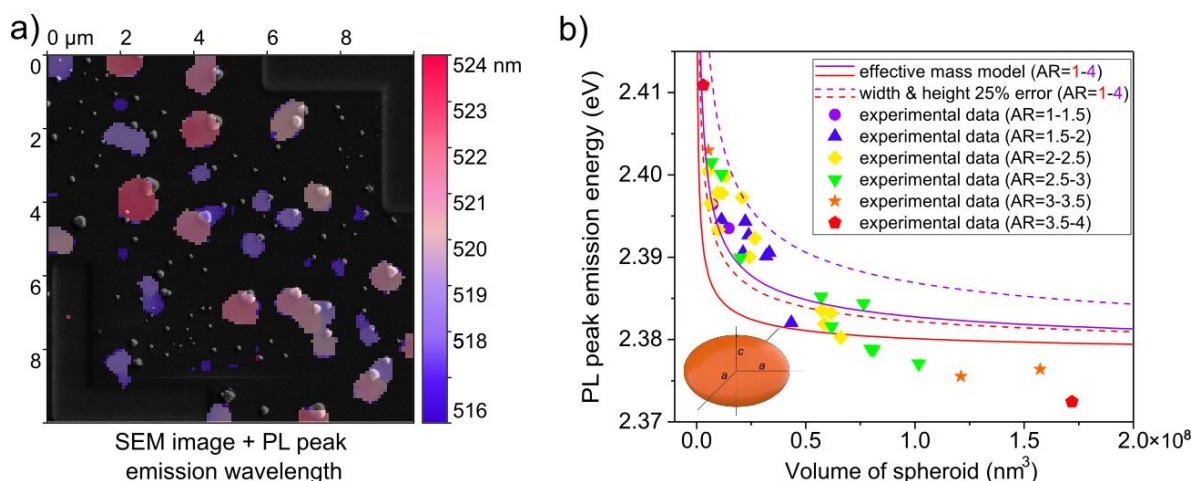 a)
0 µm 2 4 6 8
0
2
4
6
8
524 nm
523
522
521
520
519
518
517
516
SEM image + PL peak
emission wavelength
b)
PL peak emission energy (eV)
2.41
2.40
2.39
2.38
2.37
0.0 0.5 1.0 1.5 2.0×10⁸
Volume of spheroid (nm³)
effective mass model (AR=1-4)
width & height 25% error (AR=1-4)
experimental data (AR=1-1.5)
experimental data (AR=1.5-2)
experimental data (AR=2-2.5)
experimental data (AR=2.5-3)
experimental data (AR=3-3.5)
experimental data (AR=3.5-4)
c
a
a